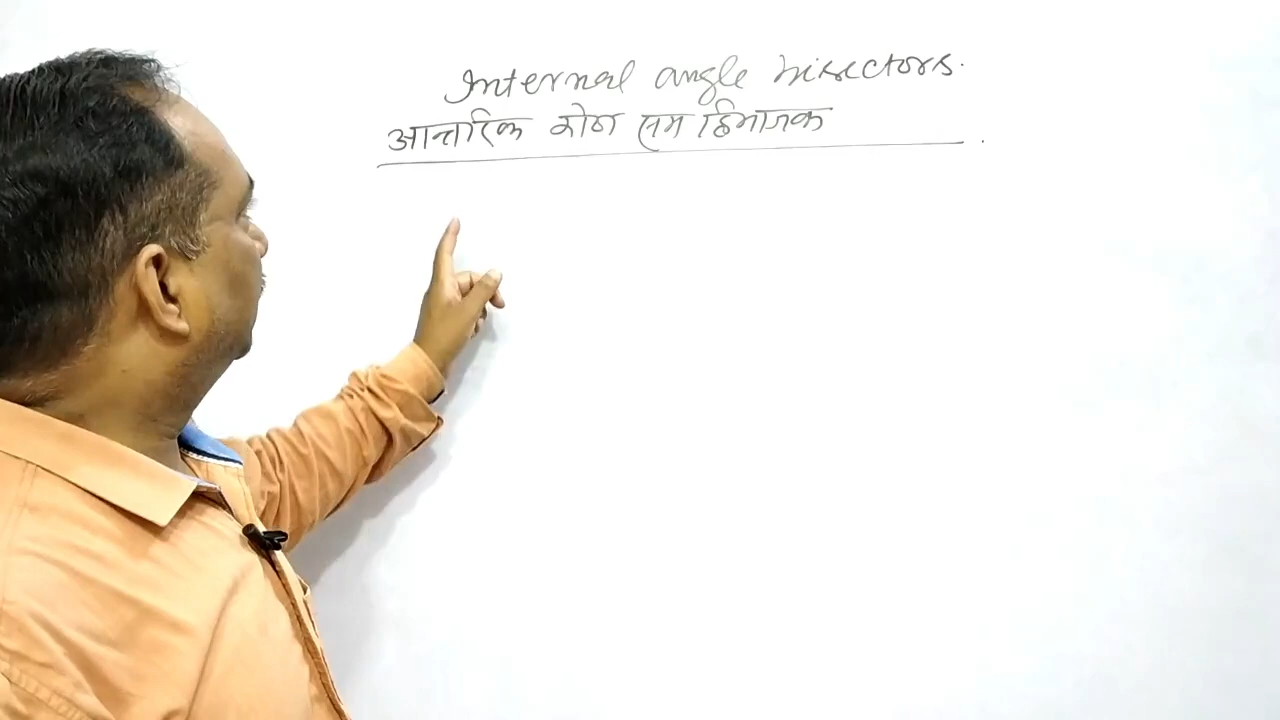 Internal angle bisectors.
आन्तरिक कोण सम द्विभाजक